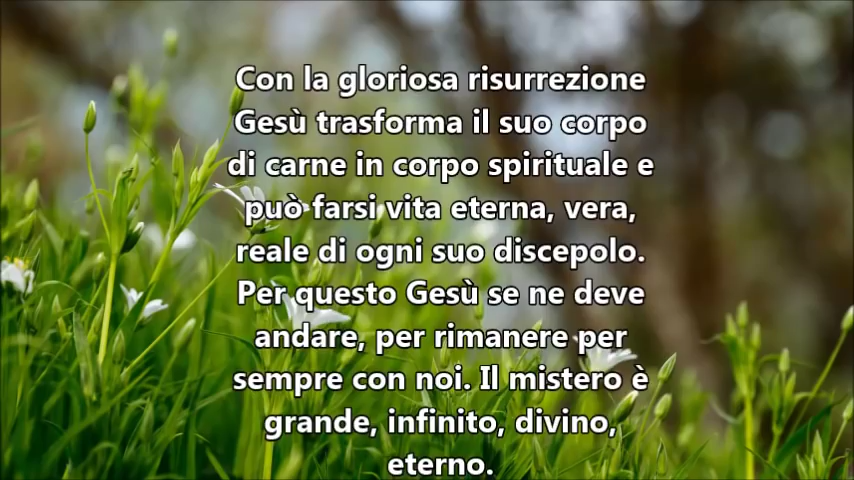 Con la gloriosa risurrezione
Gesù trasforma il suo corpo
di carne in corpo spirituale e
può farsi vita eterna, vera,
reale di ogni suo discepolo.
Per questo Gesù se ne deve
andare, per rimanere per
sempre con noi. Il mistero è
grande, infinito, divino,
eterno.